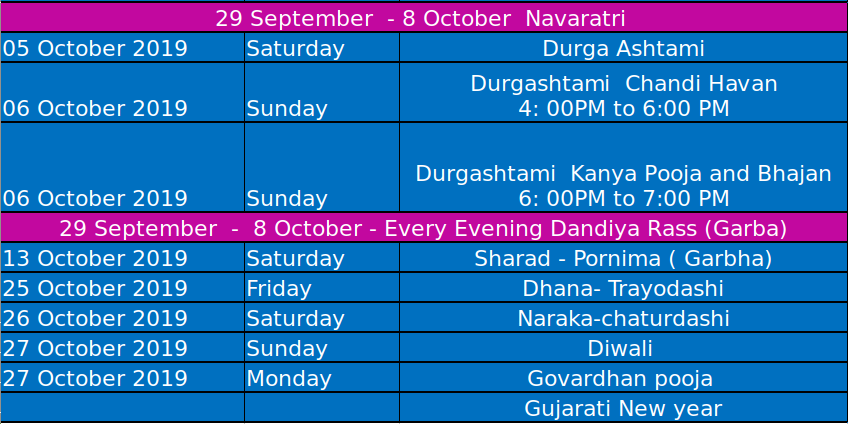 29 September - 8 October Navaratri
05 October 2019 Saturday Durga Ashtami
Durgashtami Chandi Havan
06 October 2019 Sunday 4: 00PM to 6:00 PM
Durgashtami Kanya Pooja and Bhajan
06 October 2019 Sunday 6: 00PM to 7:00 PM
29 September - 8 October - Every Evening Dandiya Rass (Garba)
13 October 2019 Saturday Sharad - Pornima ( Garbha)
25 October 2019 Friday Dhana- Trayodashi
26 October 2019 Saturday Naraka-chaturdashi
27 October 2019 Sunday Diwali
27 October 2019 Monday Govardhan pooja
Gujarati New year